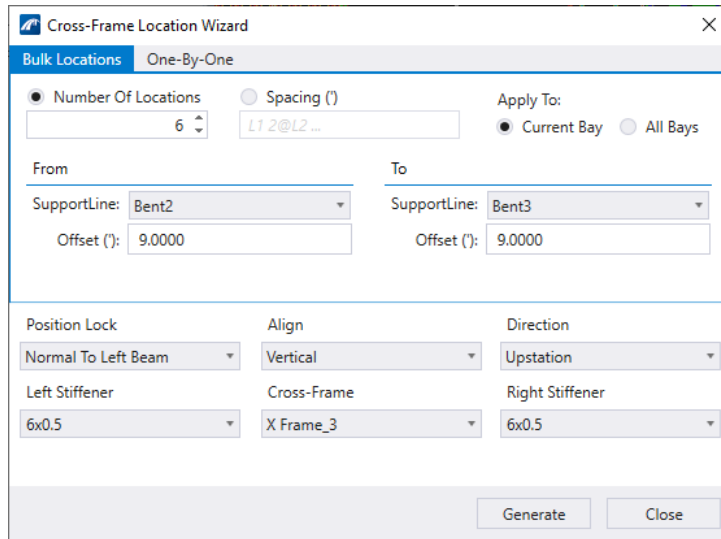 Cross-Frame Location Wizard
Bulk Locations One-By-One
Number Of Locations Spacing (') Apply To:
6 L1 2@L2 ... Current Bay All Bays
From To
SupportLine: Bent2 SupportLine: Bent3
Offset ('): 9.0000 Offset ('): 9.0000
Position Lock Align Direction
Normal To Left Beam Vertical Upstation
Left Stiffener Cross-Frame Right Stiffener
6x0.5 X Frame_3 6x0.5
Generate Close